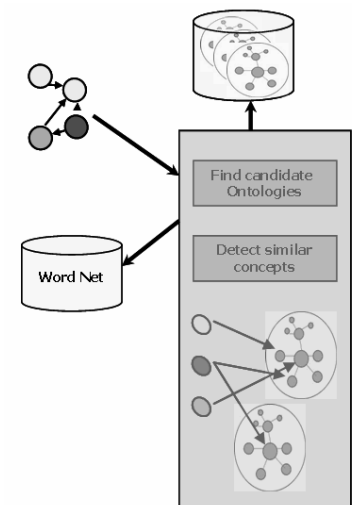 Find candidate
Ontologies
Word Net
Detect similar
concepts